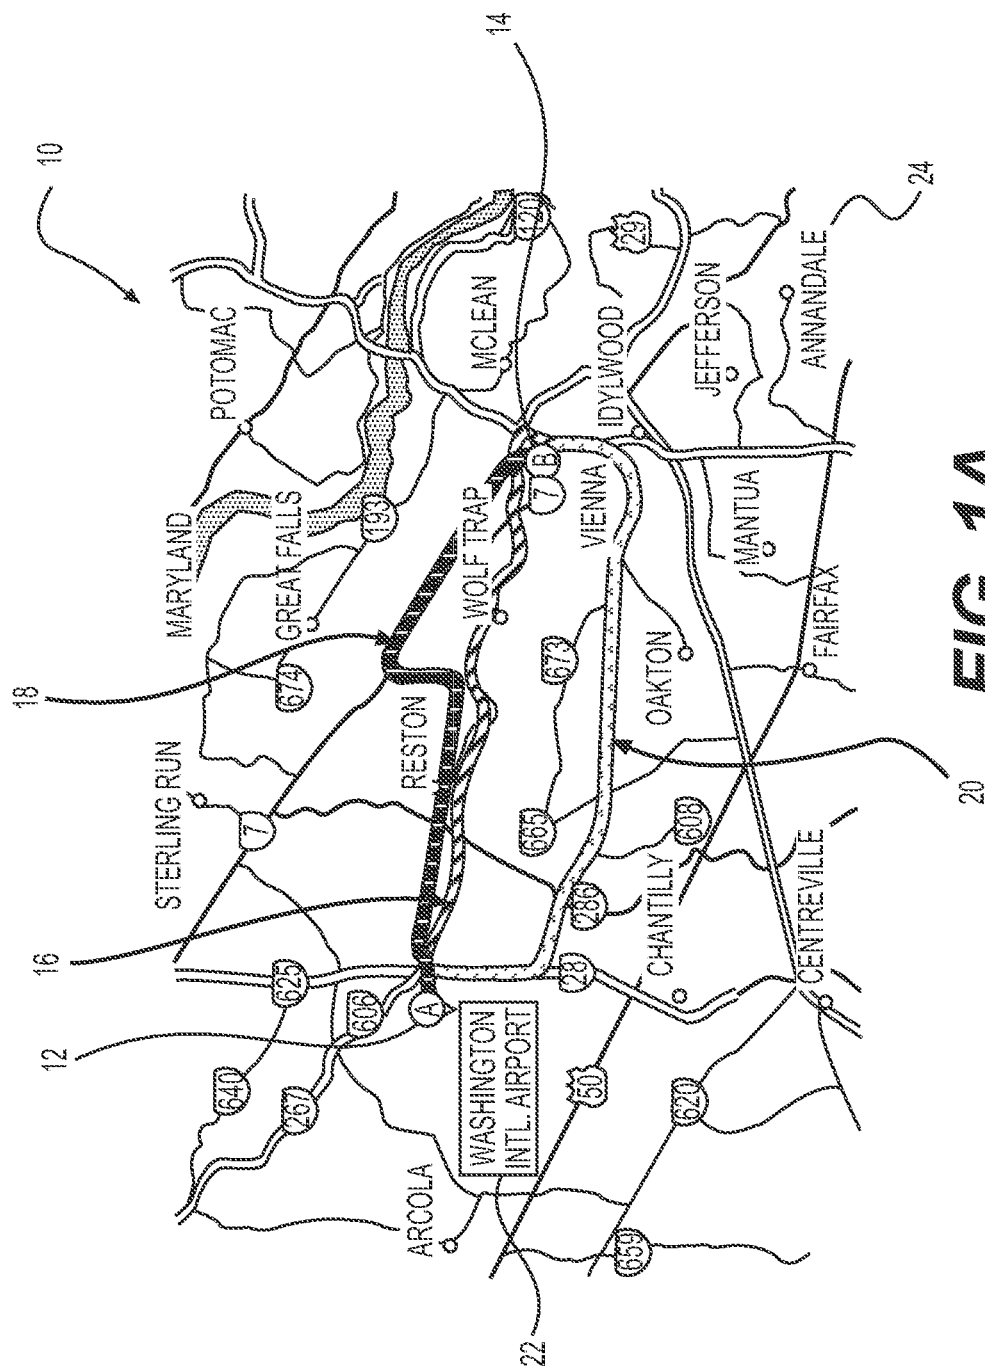 10
14
18
16
12
22
20
24
POTOMAC
MARYLAND
GREAT FALLS
193
674
STERLING RUN
7
625
606
640
267
ARCOLA
A
WASHINGTON
INTL. AIRPORT
RESTON
WOLF TRAP
MCLEAN
120
B
7
VIENNA
IDYLWOOD
29
JEFFERSON
ANNANDALE
MANTUA
FAIRFAX
OAKTON
673
665
608
286
28
CHANTILLY
CENTREVILLE
50
620
659
FIG. 1A